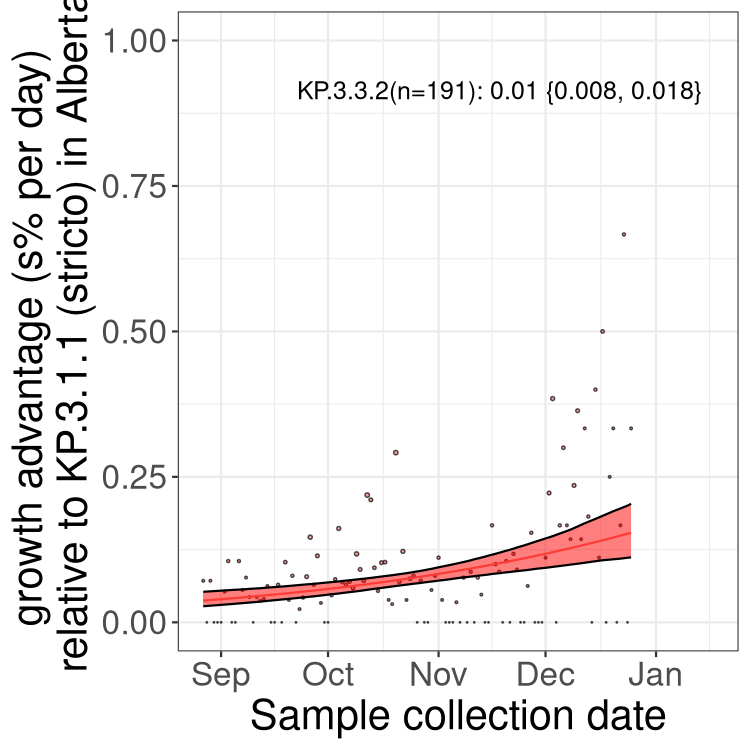 growth advantage (s% per day)
relative to KP.3.1.1 (stricto) in Alberta
1.00
0.75
0.50
0.25
0.00
KP.3.3.2(n=191): 0.01 {0.008, 0.018}
Sep Oct Nov Dec Jan
Sample collection date